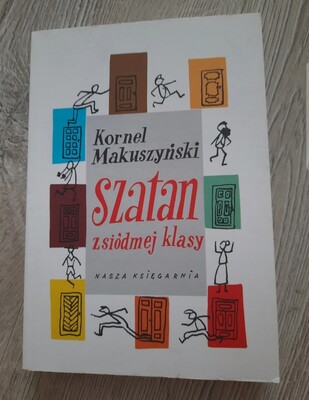 Kornel
Makuszyński
Szatan
z siódmej klasy
NASZA KSIĘGARNIA